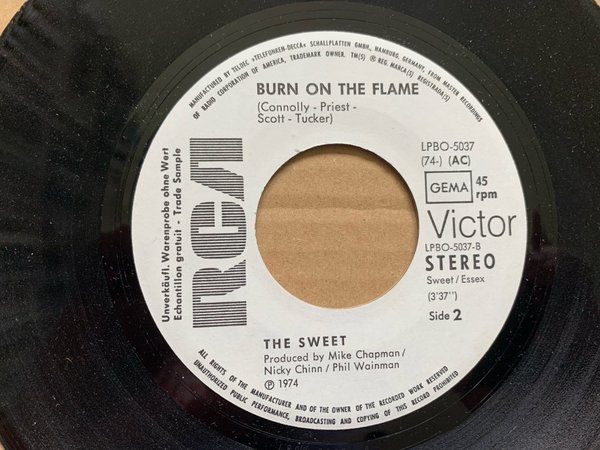 MANUFACTURED BY TELDEC »TELEFUNKEN-DECCA« SCHALLPLATTEN GMBH, HAMBURG, GERMANY, FROM MASTER RECORDINGS
OF RADIO CORPORATION OF AMERICA, TRADEMARK OWNER. TM(S) ® REG. MARCA(S) REGISTRADA(S)
BURN ON THE FLAME
(Connolly - Priest -
Scott - Tucker)
LPBO-5037
(74-) (AC)
GEMA
45
rpm
Victor
LPBO-5037-B
STEREO
Sweet / Essex
(3'37'')
Side 2
RCA
Unverkäufl. Warenprobe ohne Wert
Echantillon gratuit - Trade Sample
THE SWEET
Produced by Mike Chapman/
Nicky Chinn / Phil Wainman
℗ 1974
ALL RIGHTS OF THE MANUFACTURER AND OF THE OWNER OF THE RECORDED WORK RESERVED
UNAUTHORIZED PUBLIC PERFORMANCE, BROADCASTING AND COPYING OF THIS RECORD PROHIBITED